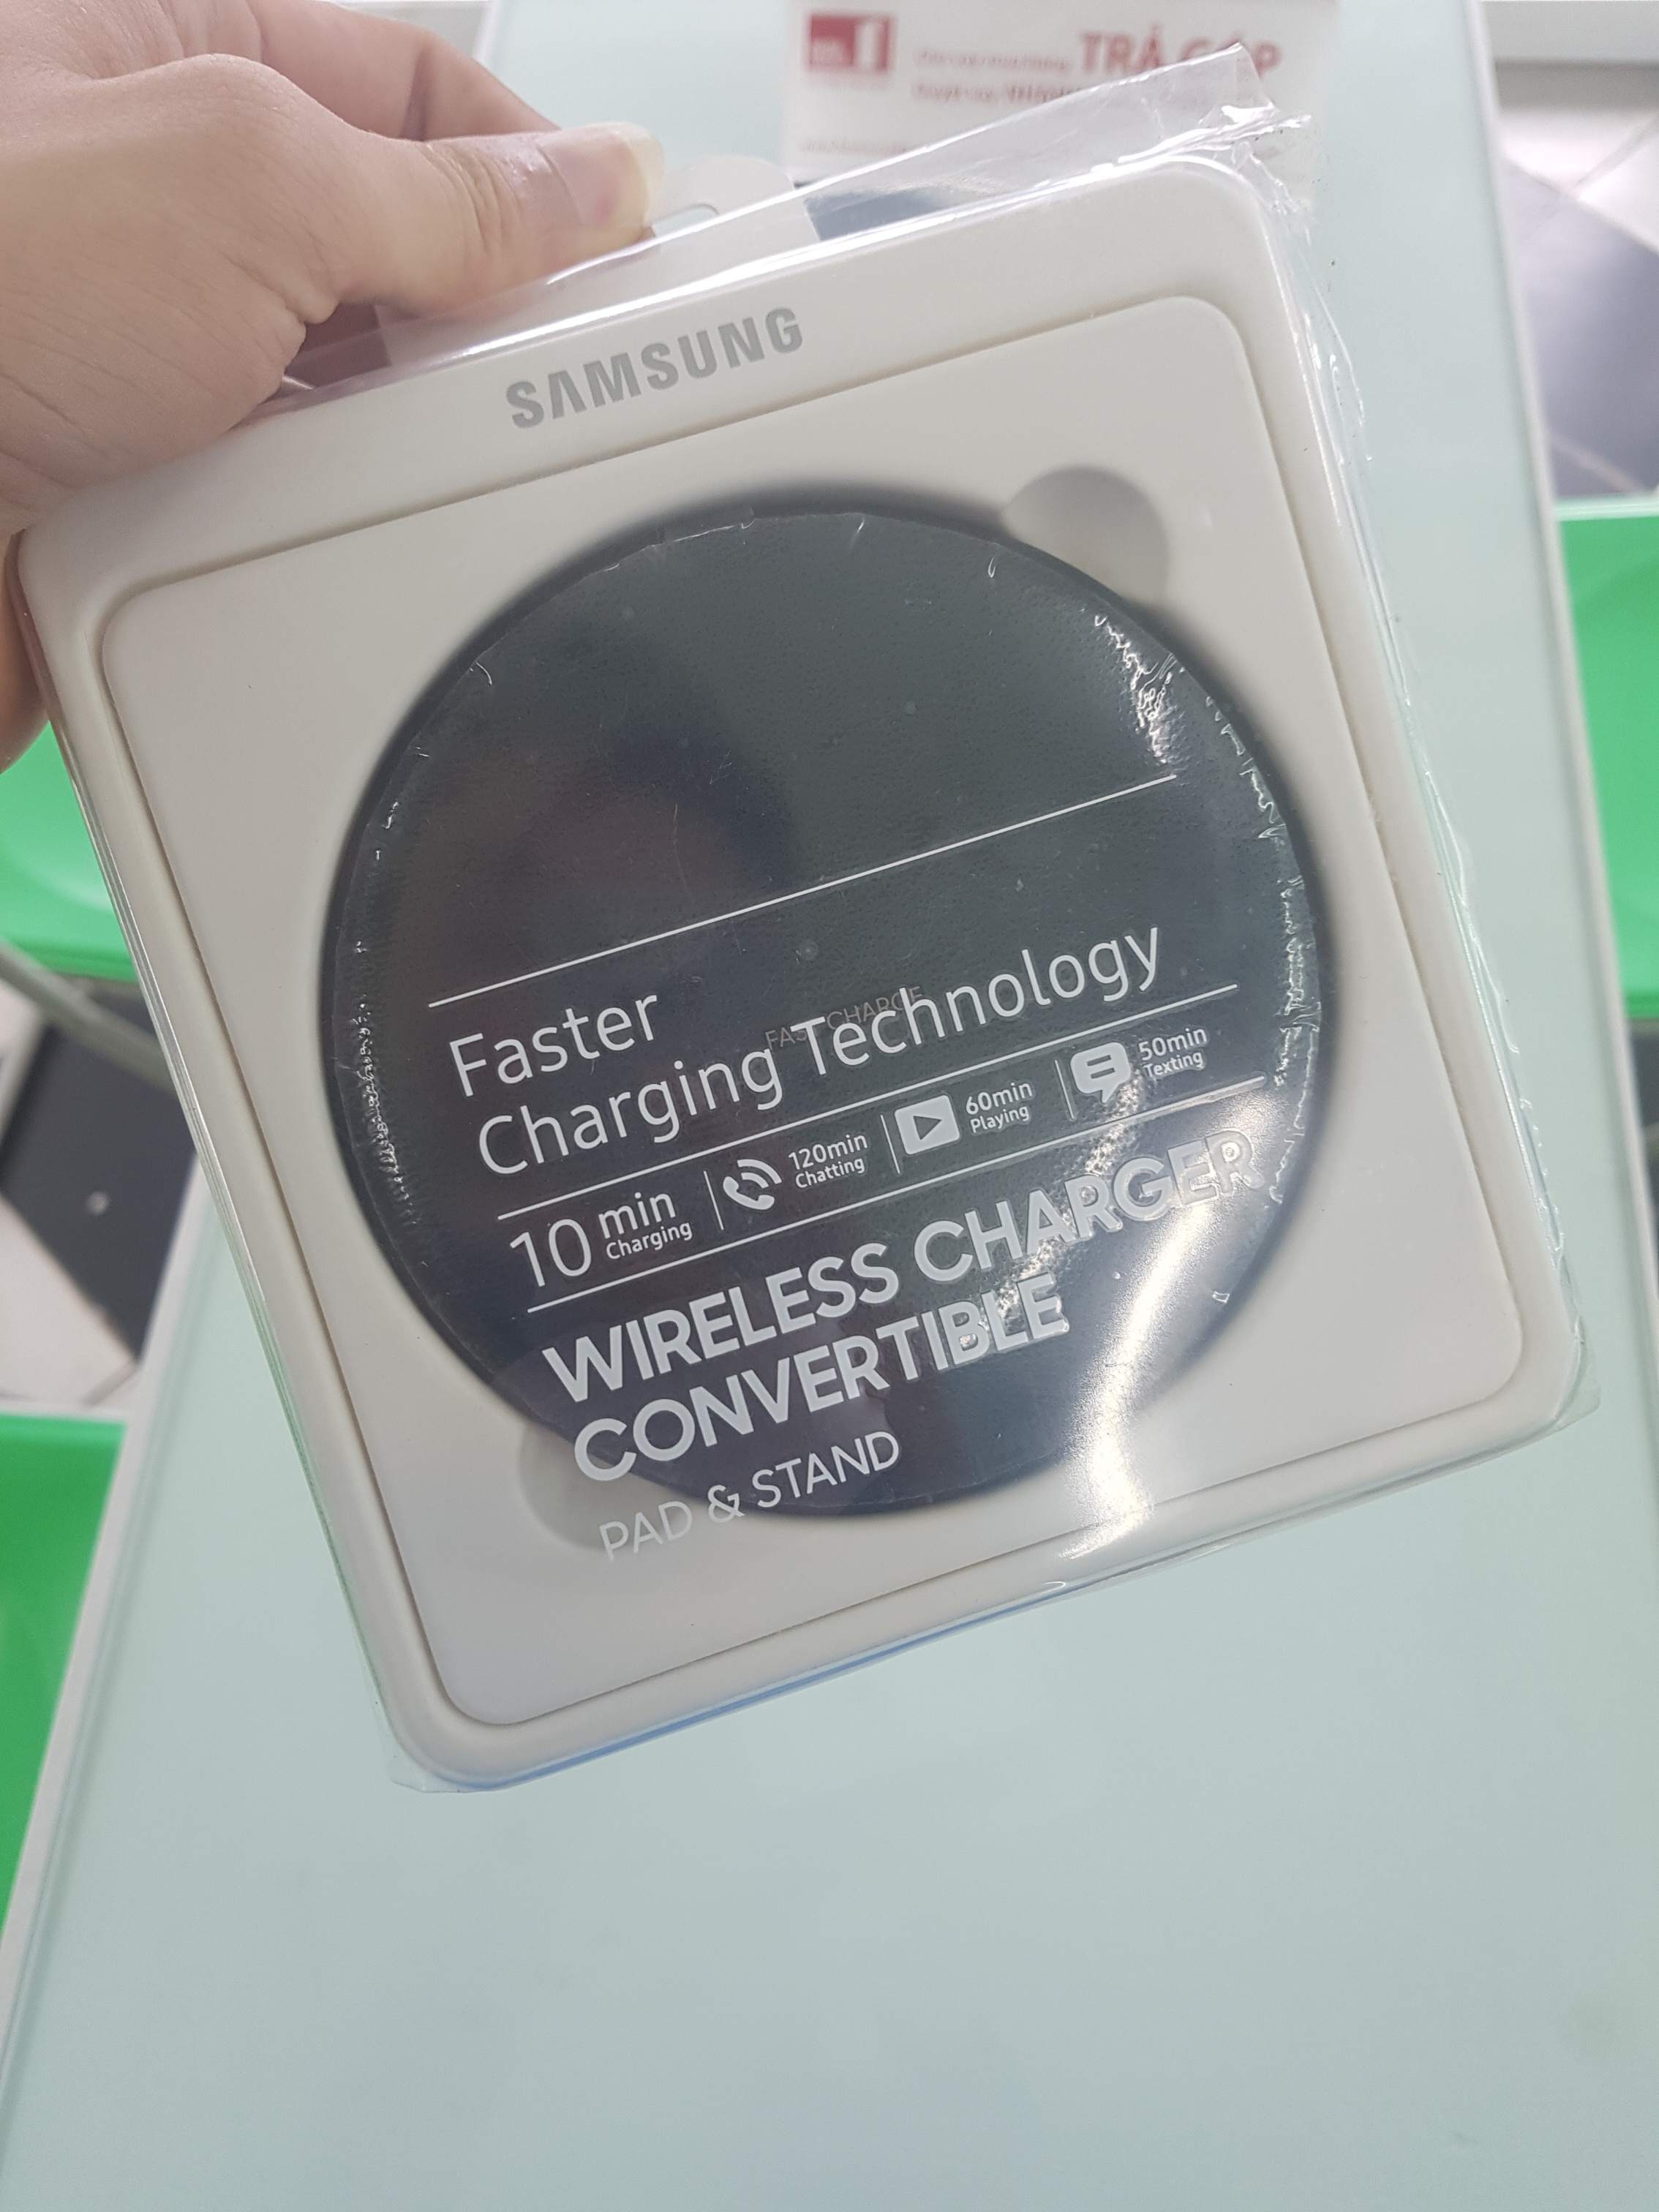 TRẢ GÓP
SAMSUNG
FAST CHARGE
Faster
Charging Technology
10 min Charging
120min Chatting
60min Playing
50min Texting
WIRELESS CHARGER
CONVERTIBLE
PAD & STAND